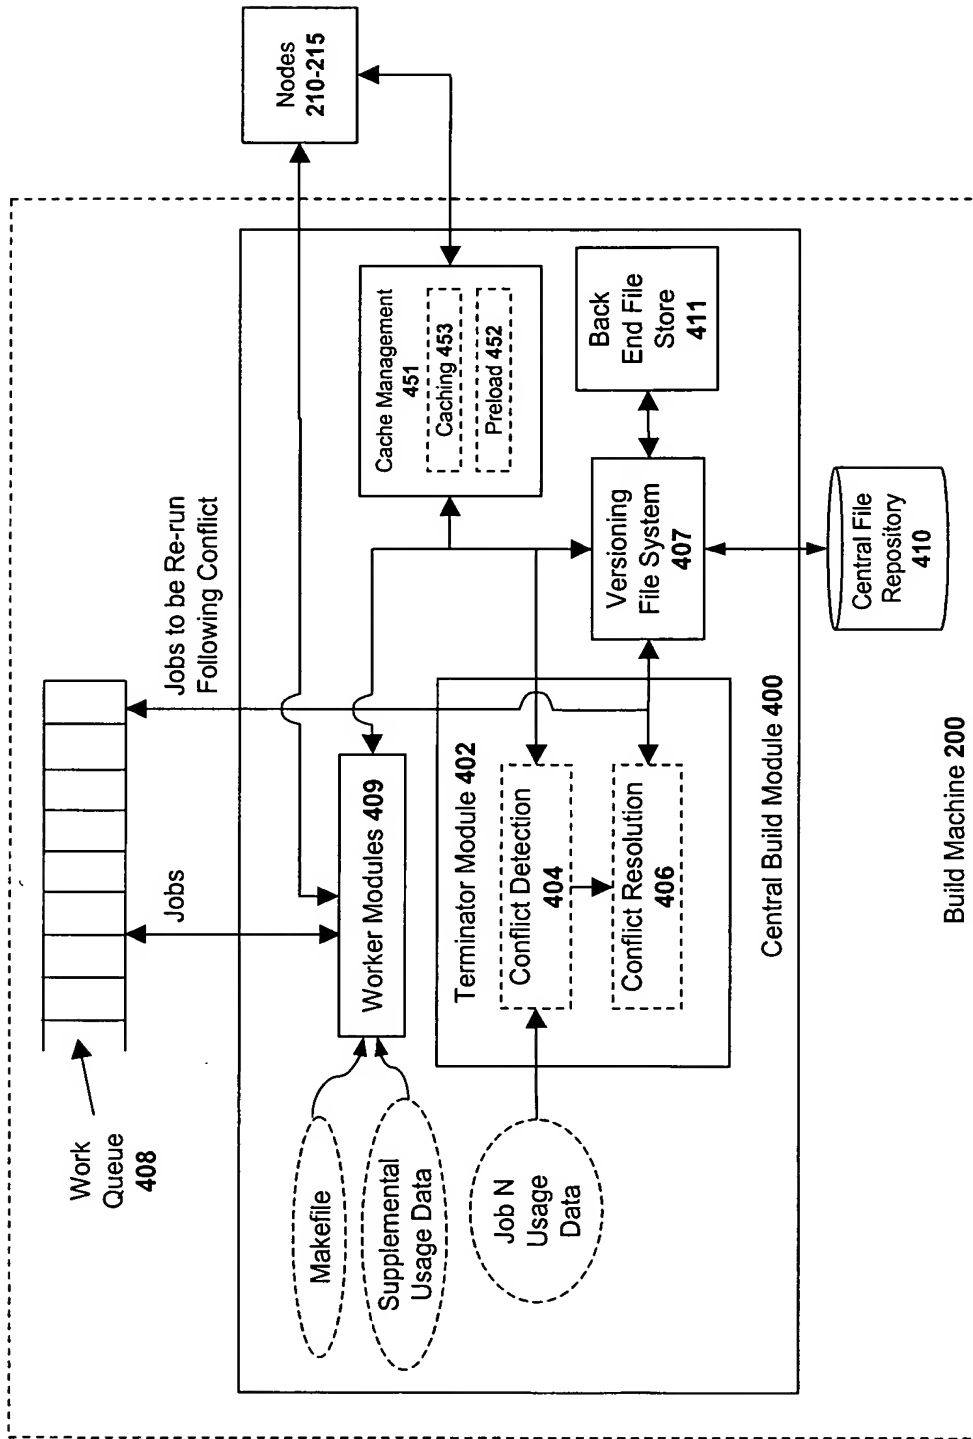 Work
Queue
408
Jobs
Jobs to be Re-run
Following Conflict
Nodes
210-215
Makefile
Supplemental
Usage Data
Worker Modules 409
Cache Management
451
Caching 453
Preload 452
Job N
Usage
Data
Terminator Module 402
Conflict Detection
404
Conflict Resolution
406
Versioning
File System
407
Back
End File
Store
411
Central Build Module 400
Central File
Repository
410
Build Machine 200